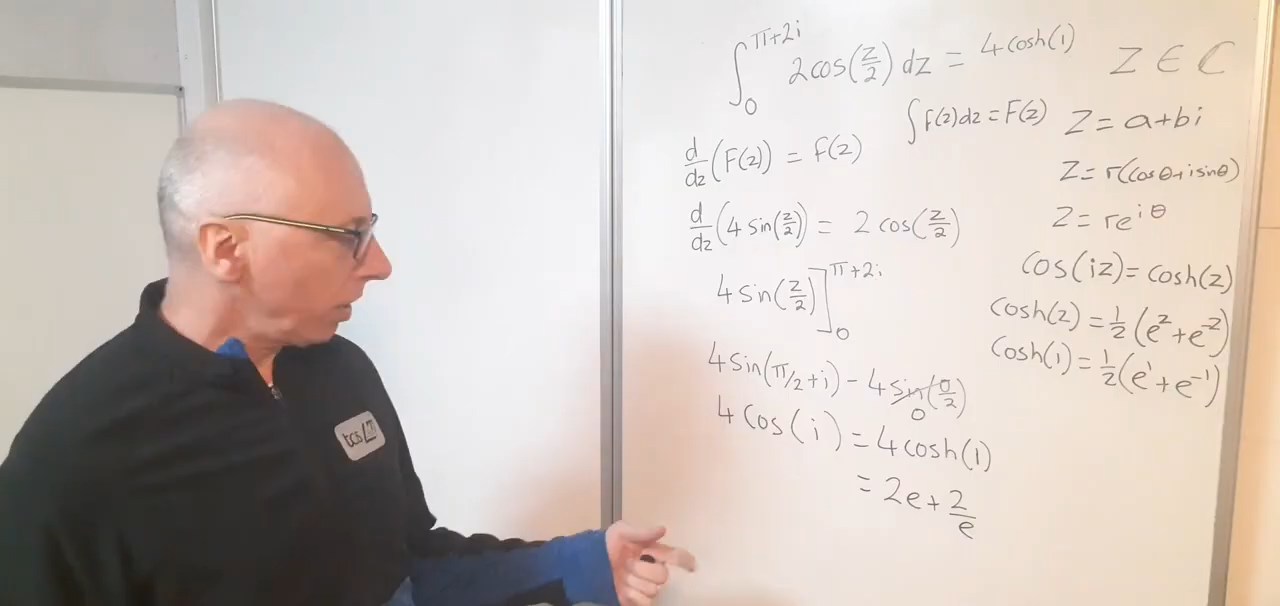 ∫₀^{π+2i} 2cos(z/2) dz = 4cosh(1)
d/dz (F(z)) = f(z)
d/dz (4 sin(z/2)) = 2 cos(z/2)
4 sin(z/2)]₀^{π+2i}
4 sin(π/2+i) - 4 sin(0/2)
0
4 cos(i) = 4 cosh(1)
= 2e + 2/e
Z ∈ C
∫f(z)dz = F(z)
Z = a+bi
Z = r(cosθ+isinθ)
Z = re^{iθ}
cos(iz) = cosh(z)
cosh(z) = 1/2 (e^z + e^{-z})
cosh(1) = 1/2 (e^1 + e^{-1})